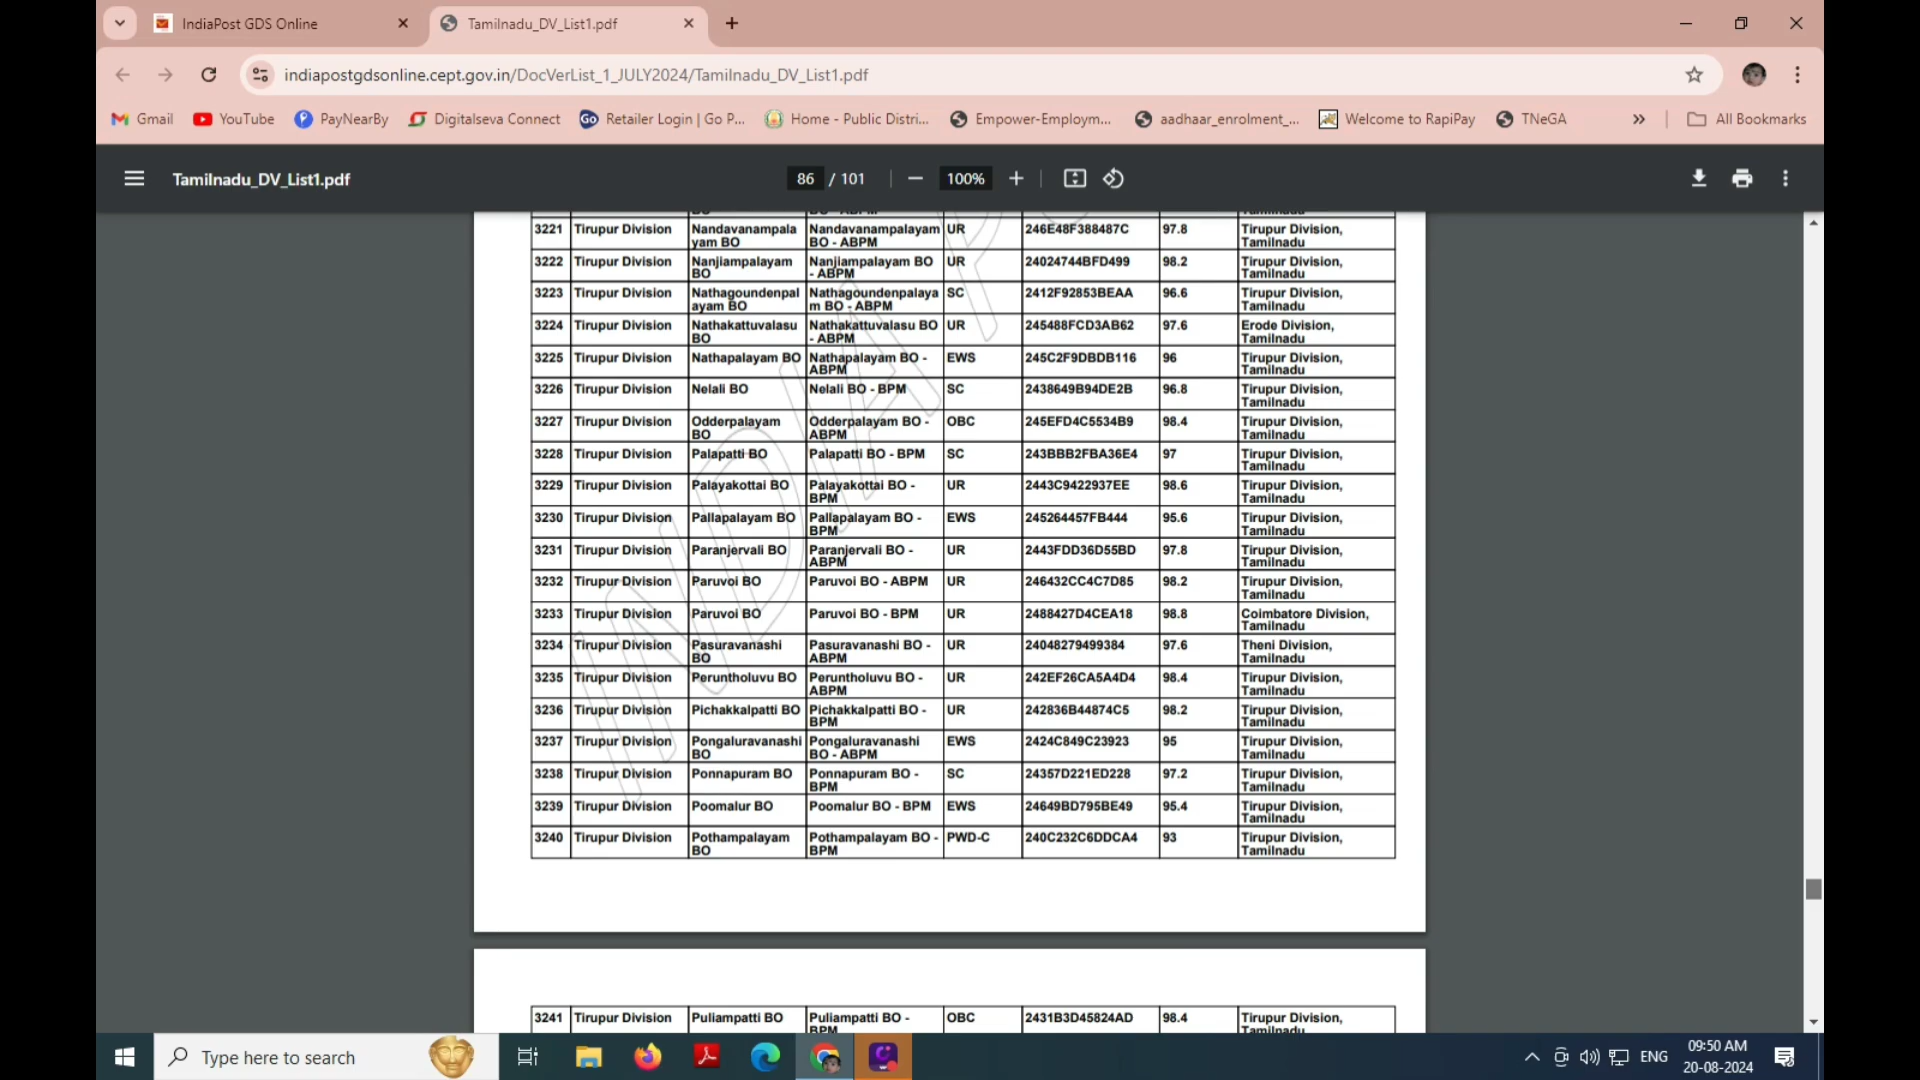 IndiaPost GDS Online
Tamilnadu_DV_List1.pdf
indiapostgdsonline.cept.gov.in/DocVerList_1_JULY2024/Tamilnadu_DV_List1.pdf
Gmail YouTube PayNearBy Digitalseva Connect Retailer Login | Go P... Home - Public Distri... Empower-Employm... aadhaar_enrolment_... Welcome to RapiPay TNeGA » All Bookmarks
Tamilnadu_DV_List1.pdf 86 / 101 — 100% +
3221 Tirupur Division Nandavanampala Nandavanampalayam UR 246E48F388487C 97.8 Tirupur Division,
yam BO BO - ABPM Tamilnadu
3222 Tirupur Division Nanjiampalayam Nanjiampalayam BO UR 24024744BFD499 98.2 Tirupur Division,
BO - ABPM Tamilnadu
3223 Tirupur Division Nathagoundenpal Nathagoundenpalaya SC 2412F92853BEAA 96.6 Tirupur Division,
ayam BO m BO - ABPM Tamilnadu
3224 Tirupur Division Nathakattuvalasu Nathakattuvalasu BO UR 245488FCD3AB62 97.6 Erode Division,
BO - ABPM Tamilnadu
3225 Tirupur Division Nathapalayam BO Nathapalayam BO - EWS 245C2F9DBDB116 96 Tirupur Division,
ABPM Tamilnadu
3226 Tirupur Division Nelali BO Nelali BO - BPM SC 2438649B94DE2B 96.8 Tirupur Division,
Tamilnadu
3227 Tirupur Division Odderpalayam Odderpalayam BO - OBC 245EFD4C5534B9 98.4 Tirupur Division,
BO ABPM Tamilnadu
3228 Tirupur Division Palapatti BO Palapatti BO - BPM SC 243BBB2FBA36E4 97 Tirupur Division,
Tamilnadu
3229 Tirupur Division Palayakottai BO Palayakottai BO - UR 2443C9422937EE 98.6 Tirupur Division,
BPM Tamilnadu
3230 Tirupur Division Pallapalayam BO Pallapalayam BO - EWS 245264457FB444 95.6 Tirupur Division,
BPM Tamilnadu
3231 Tirupur Division Paranjervali BO Paranjervali BO - UR 2443FDD36D55BD 97.8 Tirupur Division,
ABPM Tamilnadu
3232 Tirupur Division Paruvoi BO Paruvoi BO - ABPM UR 246432CC4C7D85 98.2 Tirupur Division,
Tamilnadu
3233 Tirupur Division Paruvoi BO Paruvoi BO - BPM UR 2488427D4CEA18 98.8 Coimbatore Division,
Tamilnadu
3234 Tirupur Division Pasuravanashi Pasuravanashi BO - UR 24048279499384 97.6 Theni Division,
BO ABPM Tamilnadu
3235 Tirupur Division Peruntholuvu BO Peruntholuvu BO - UR 242EF26CA5A4D4 98.4 Tirupur Division,
ABPM Tamilnadu
3236 Tirupur Division Pichakkalpatti BO Pichakkalpatti BO - UR 242836B44874C5 98.2 Tirupur Division,
BPM Tamilnadu
3237 Tirupur Division Pongaluravanashi Pongaluravanashi EWS 2424C849C23923 95 Tirupur Division,
BO BO - ABPM Tamilnadu
3238 Tirupur Division Ponnapuram BO Ponnapuram BO - SC 24357D221ED228 97.2 Tirupur Division,
BPM Tamilnadu
3239 Tirupur Division Poomalur BO Poomalur BO - BPM EWS 24649BD795BE49 95.4 Tirupur Division,
Tamilnadu
3240 Tirupur Division Pothampalayam Pothampalayam BO - PWD-C 240C232C6DDCA4 93 Tirupur Division,
BO BPM Tamilnadu
3241 Tirupur Division Puliampatti BO Puliampatti BO - OBC 2431B3D45824AD 98.4 Tirupur Division,
BPM Tamilnadu
INDIA PO
Type here to search
ENG
09:50 AM
20-08-2024